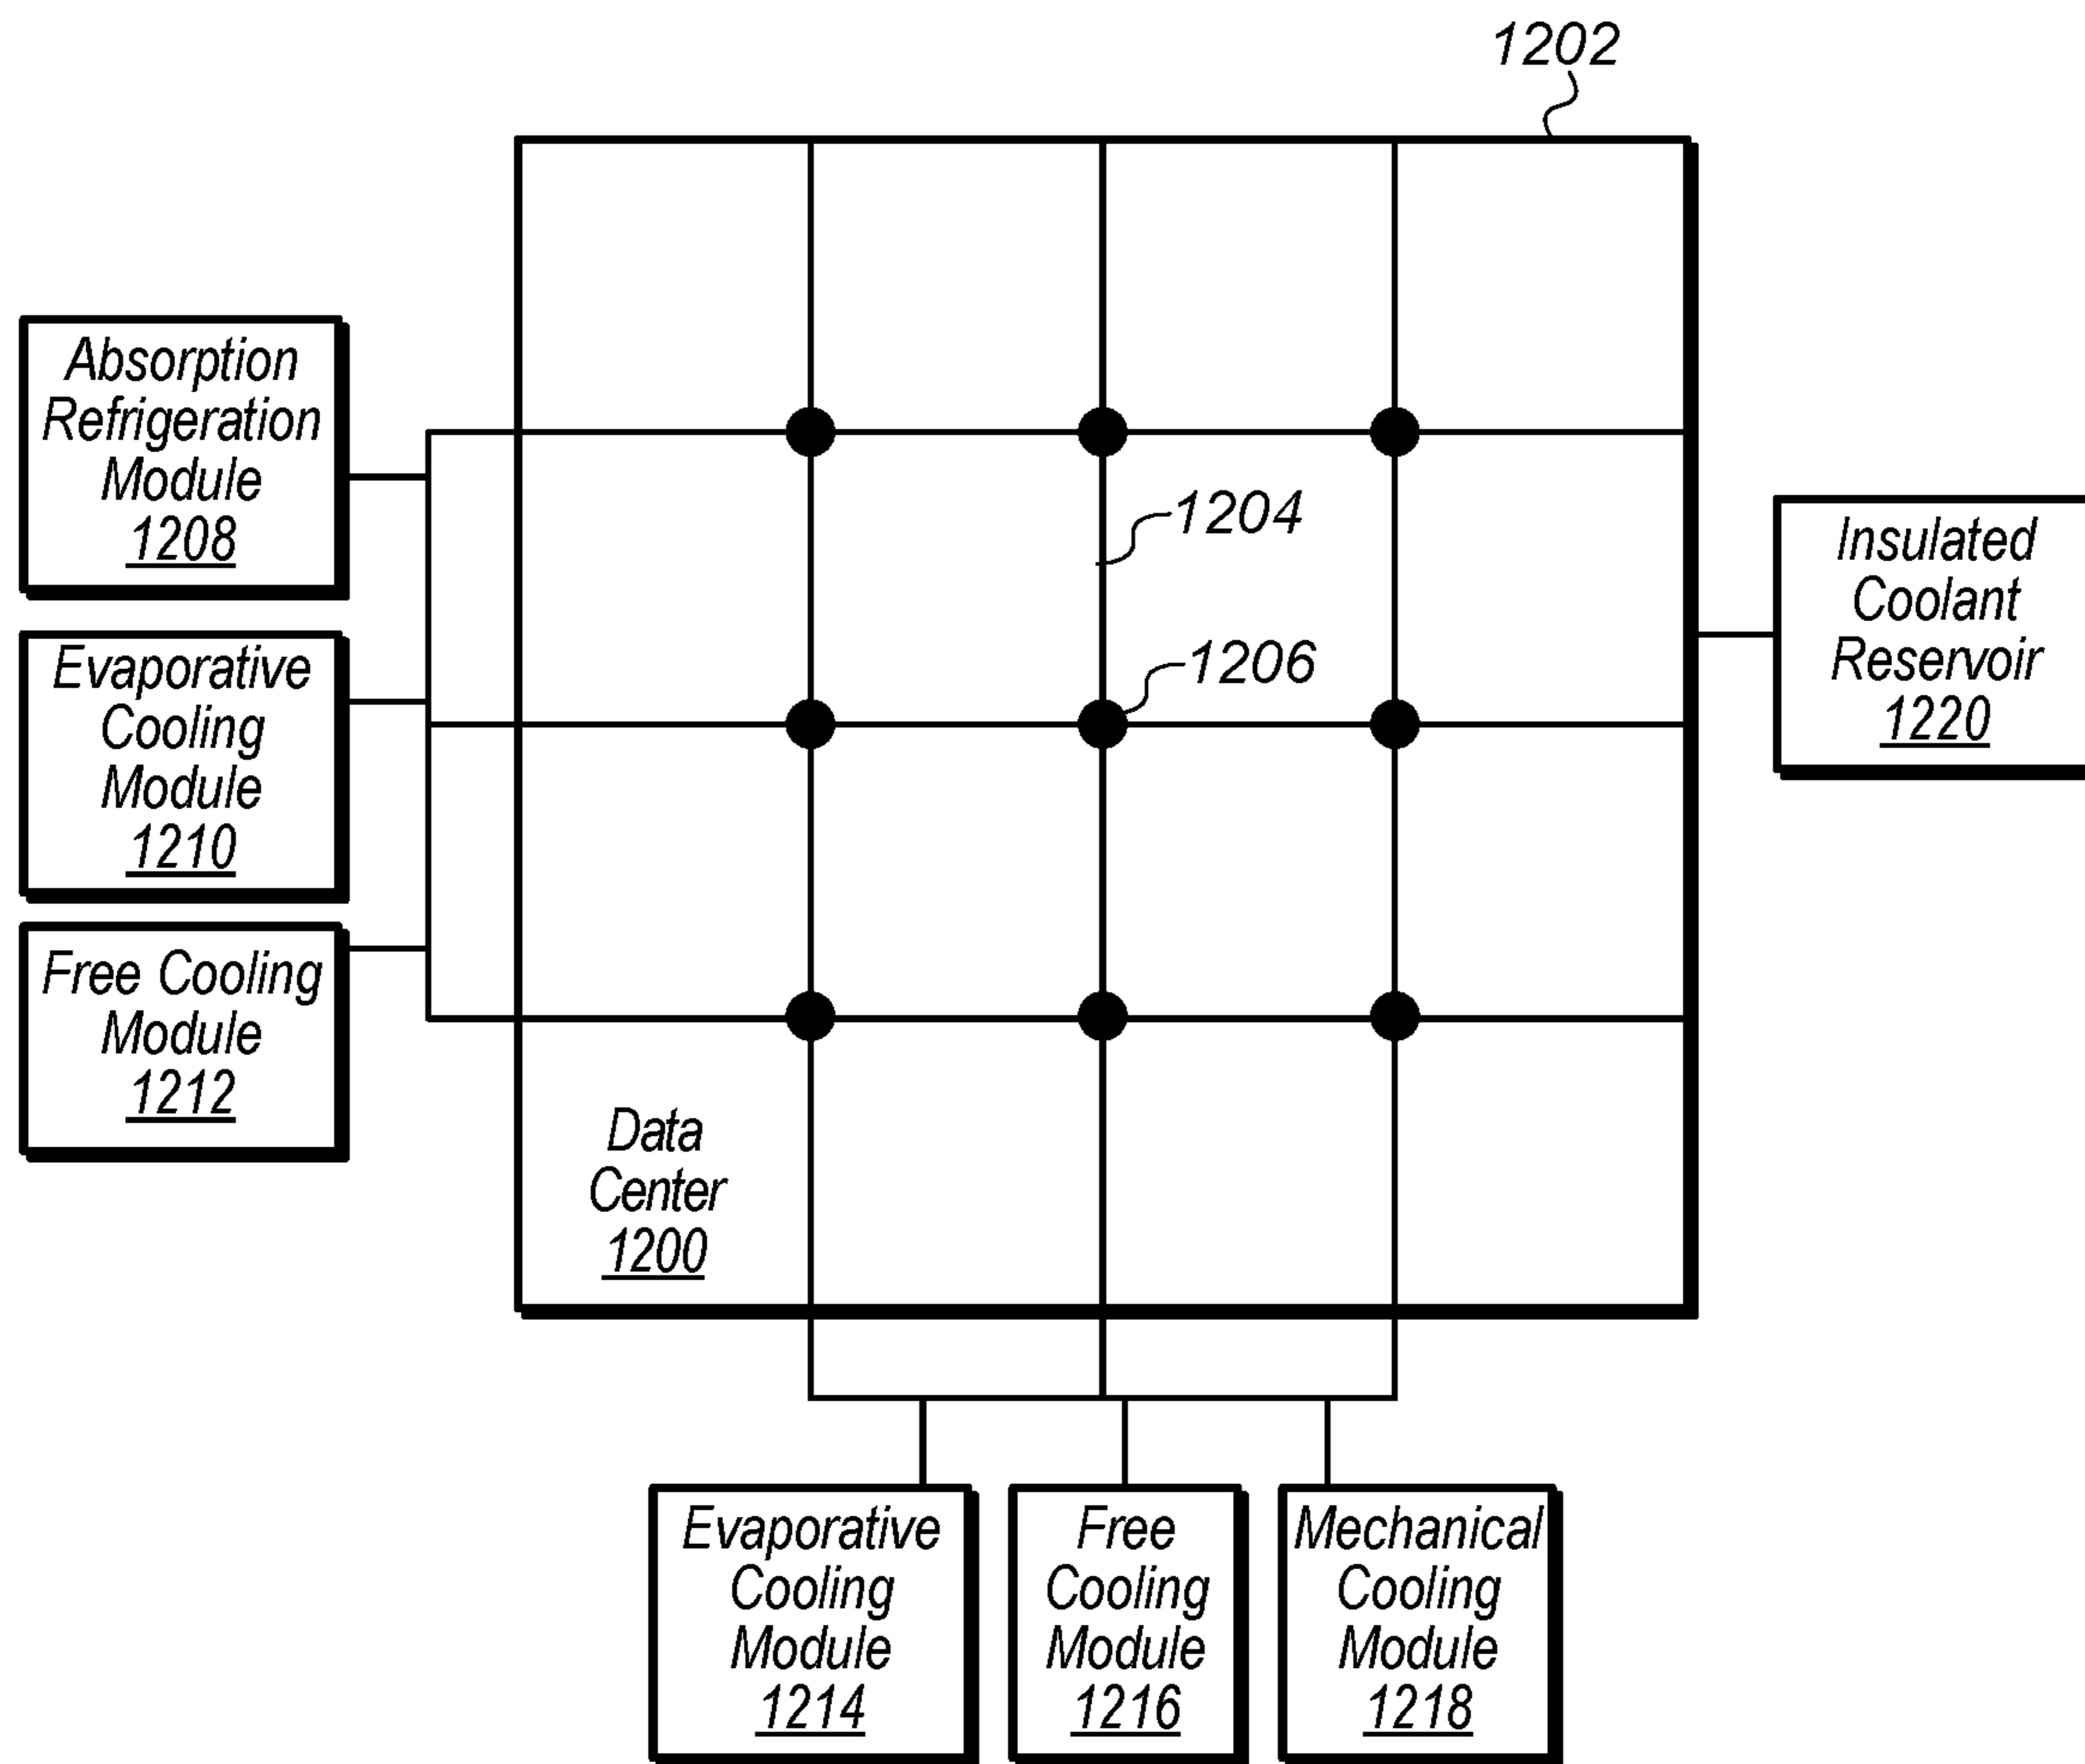 1202
Absorption
Refrigeration
Module
1208
1204
Insulated
Coolant
Reservoir
1220
Evaporative
Cooling
Module
1210
1206
Free Cooling
Module
1212
Data
Center
1200
Evaporative
Cooling
Module
1214
Free
Cooling
Module
1216
Mechanical
Cooling
Module
1218